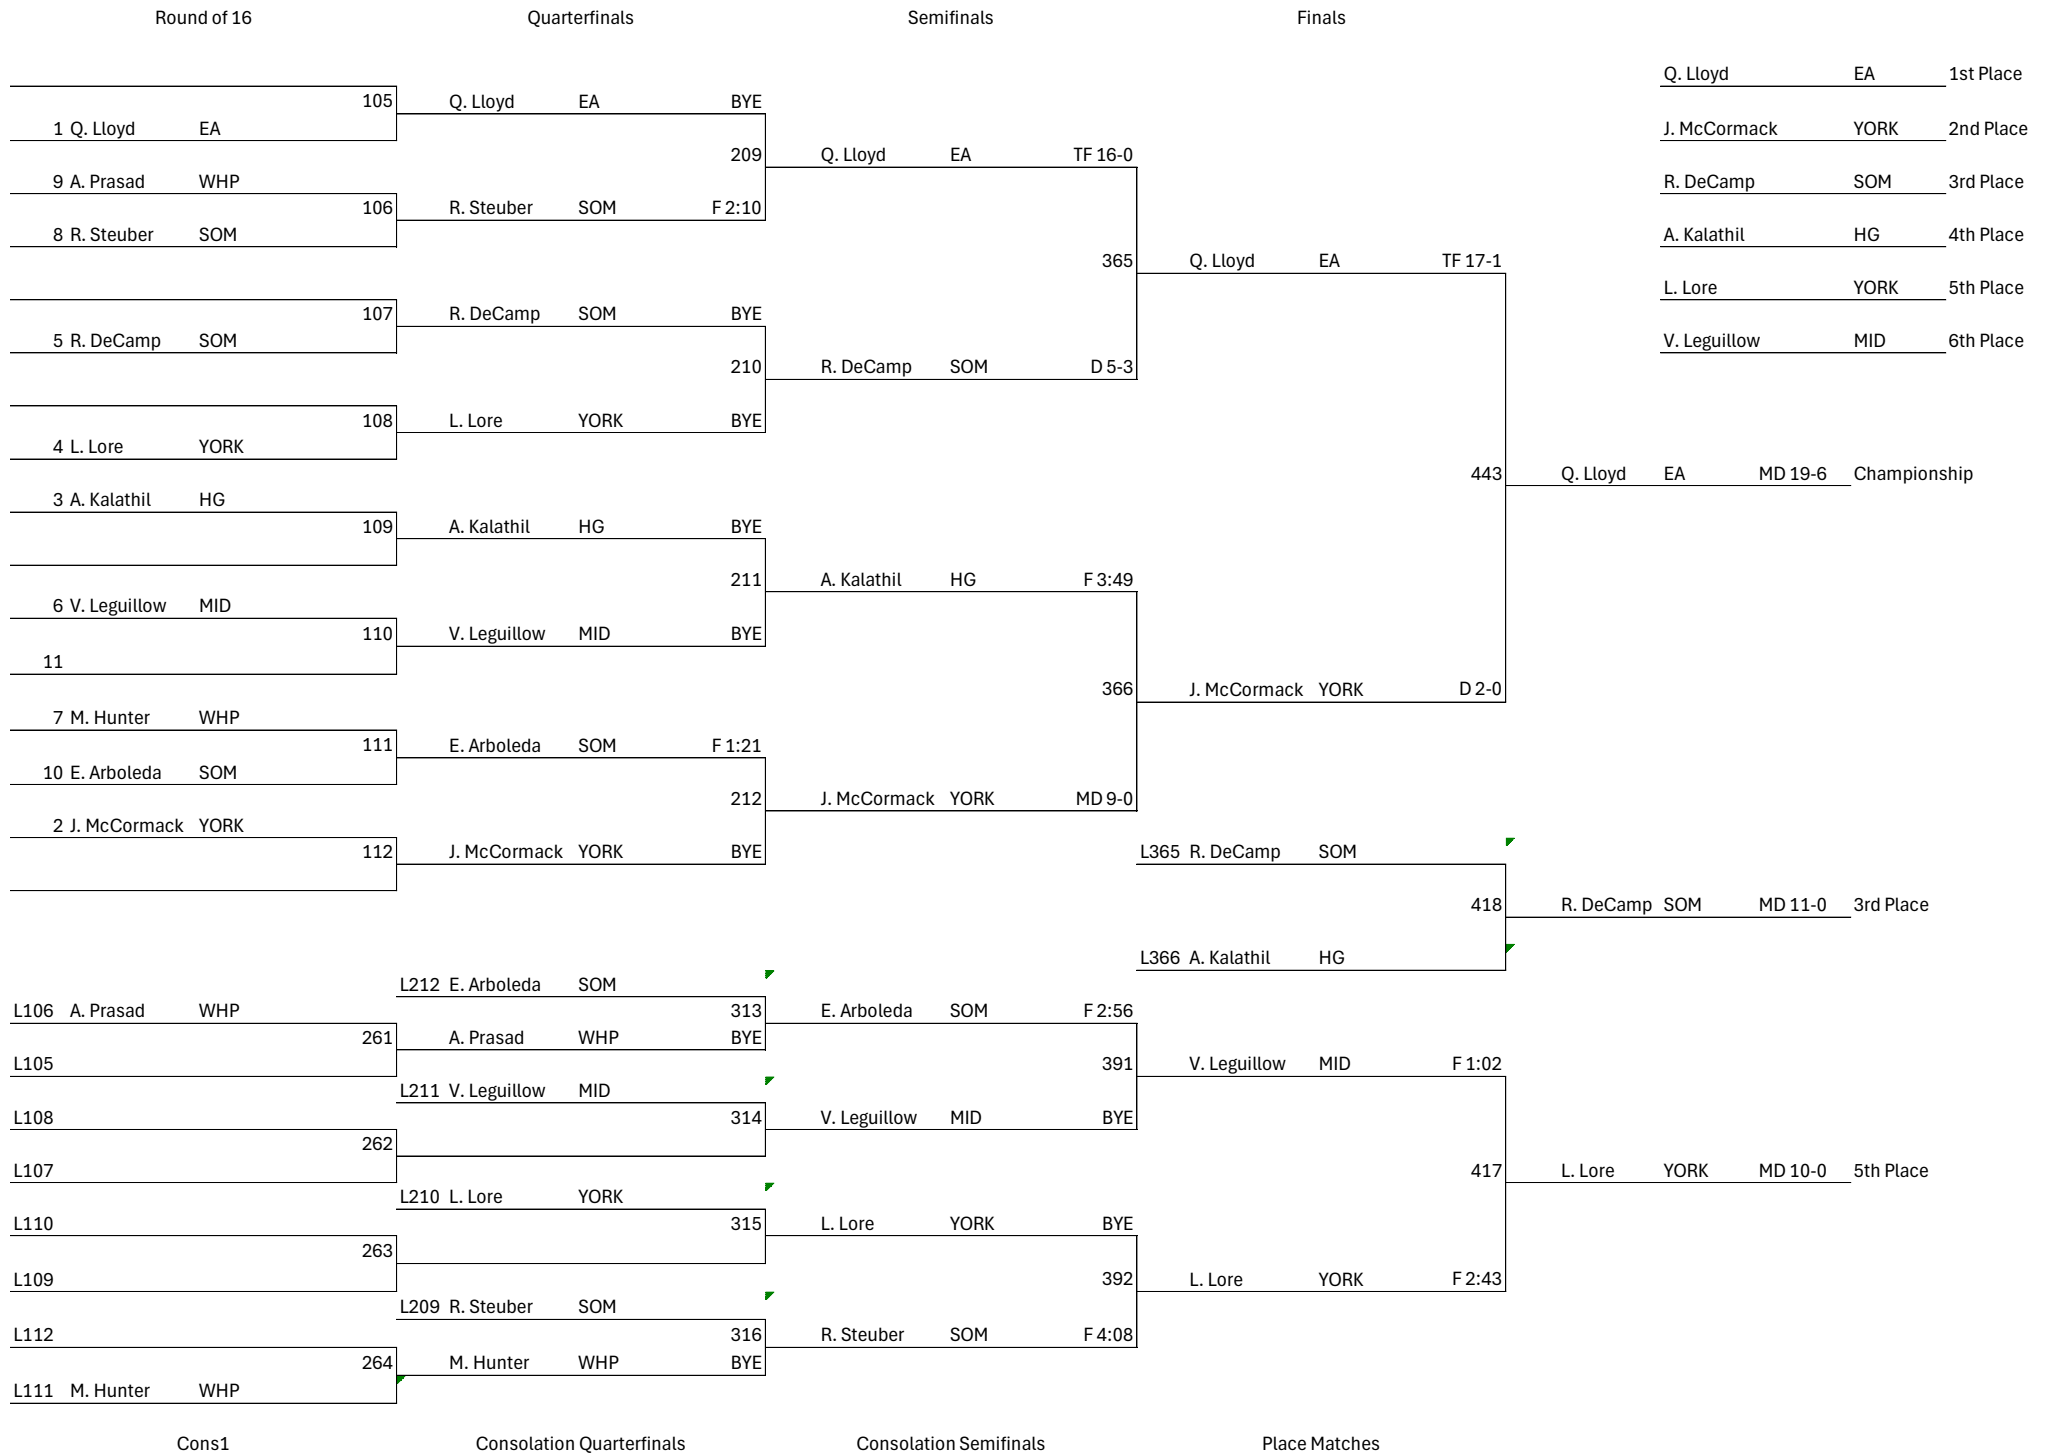 Round of 16 Quarterfinals Semifinals Finals
Q. Lloyd EA 1st Place
105 Q. Lloyd EA BYE
1 Q. Lloyd EA J. McCormack YORK 2nd Place
209 Q. Lloyd EA TF 16-0
9 A. Prasad WHP R. DeCamp SOM 3rd Place
106 R. Steuber SOM F 2:10
8 R. Steuber SOM A. Kalathil HG 4th Place
365 Q. Lloyd EA TF 17-1
L. Lore YORK 5th Place
107 R. DeCamp SOM BYE
5 R. DeCamp SOM V. Leguillow MID 6th Place
210 R. DeCamp SOM D 5-3
108 L. Lore YORK BYE
4 L. Lore YORK
443 Q. Lloyd EA MD 19-6 Championship
3 A. Kalathil HG
109 A. Kalathil HG BYE
211 A. Kalathil HG F 3:49
6 V. Leguillow MID
110 V. Leguillow MID BYE
11
366 J. McCormack YORK D 2-0
7 M. Hunter WHP
111 E. Arboleda SOM F 1:21
10 E. Arboleda SOM
212 J. McCormack YORK MD 9-0
2 J. McCormack YORK
112 J. McCormack YORK BYE L365 R. DeCamp SOM
418 R. DeCamp SOM MD 11-0 3rd Place
L366 A. Kalathil HG
L212 E. Arboleda SOM
L106 A. Prasad WHP 313 E. Arboleda SOM F 2:56
261 A. Prasad WHP BYE
L105 391 V. Leguillow MID F 1:02
L211 V. Leguillow MID
L108 314 V. Leguillow MID BYE
262
L107 417 L. Lore YORK MD 10-0 5th Place
L210 L. Lore YORK
L110 315 L. Lore YORK BYE
263
L109 392 L. Lore YORK F 2:43
L209 R. Steuber SOM
L112 316 R. Steuber SOM F 4:08
264 M. Hunter WHP BYE
L111 M. Hunter WHP
Cons1 Consolation Quarterfinals Consolation Semifinals Place Matches